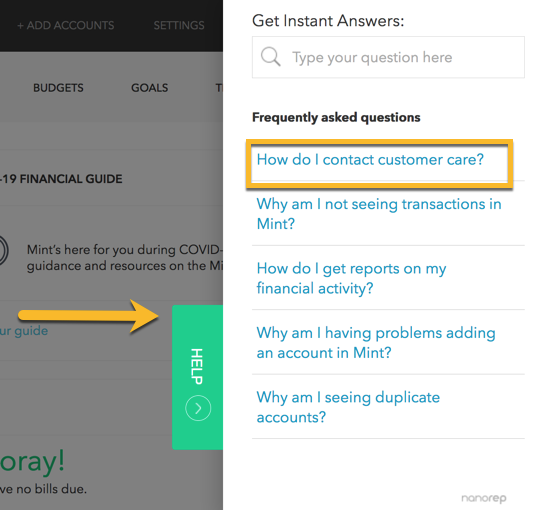 + ADD ACCOUNTS
SETTINGS
BUDGETS
GOALS
-19 FINANCIAL GUIDE
Mint's here for you during COVID-
guidance and resources on the Mi
ur guide
oray!
ve no bills due.
HELP
Get Instant Answers:
Type your question here
Frequently asked questions
How do I contact customer care?
Why am I not seeing transactions in
Mint?
How do I get reports on my
financial activity?
Why am I having problems adding
an account in Mint?
Why am I seeing duplicate
accounts?
nanorep